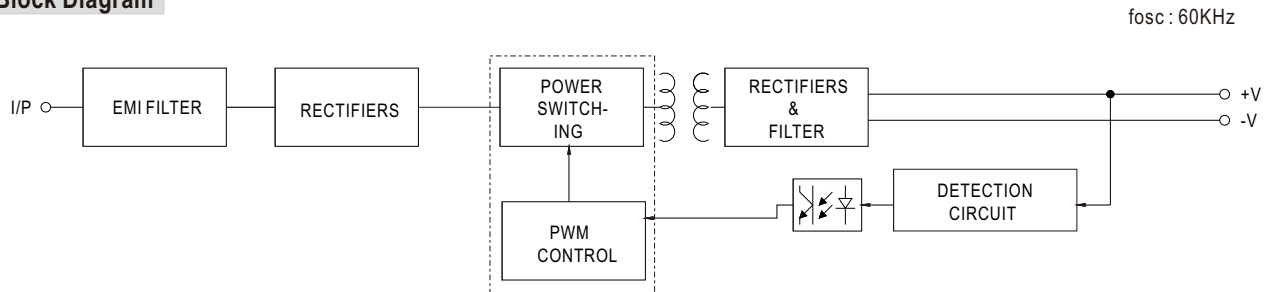 Block Diagram
fosc : 60KHz
I/P
EMI FILTER
RECTIFIERS
POWER
SWITCH-
ING
RECTIFIERS
&
FILTER
+V
-V
DETECTION
CIRCUIT
PWM
CONTROL